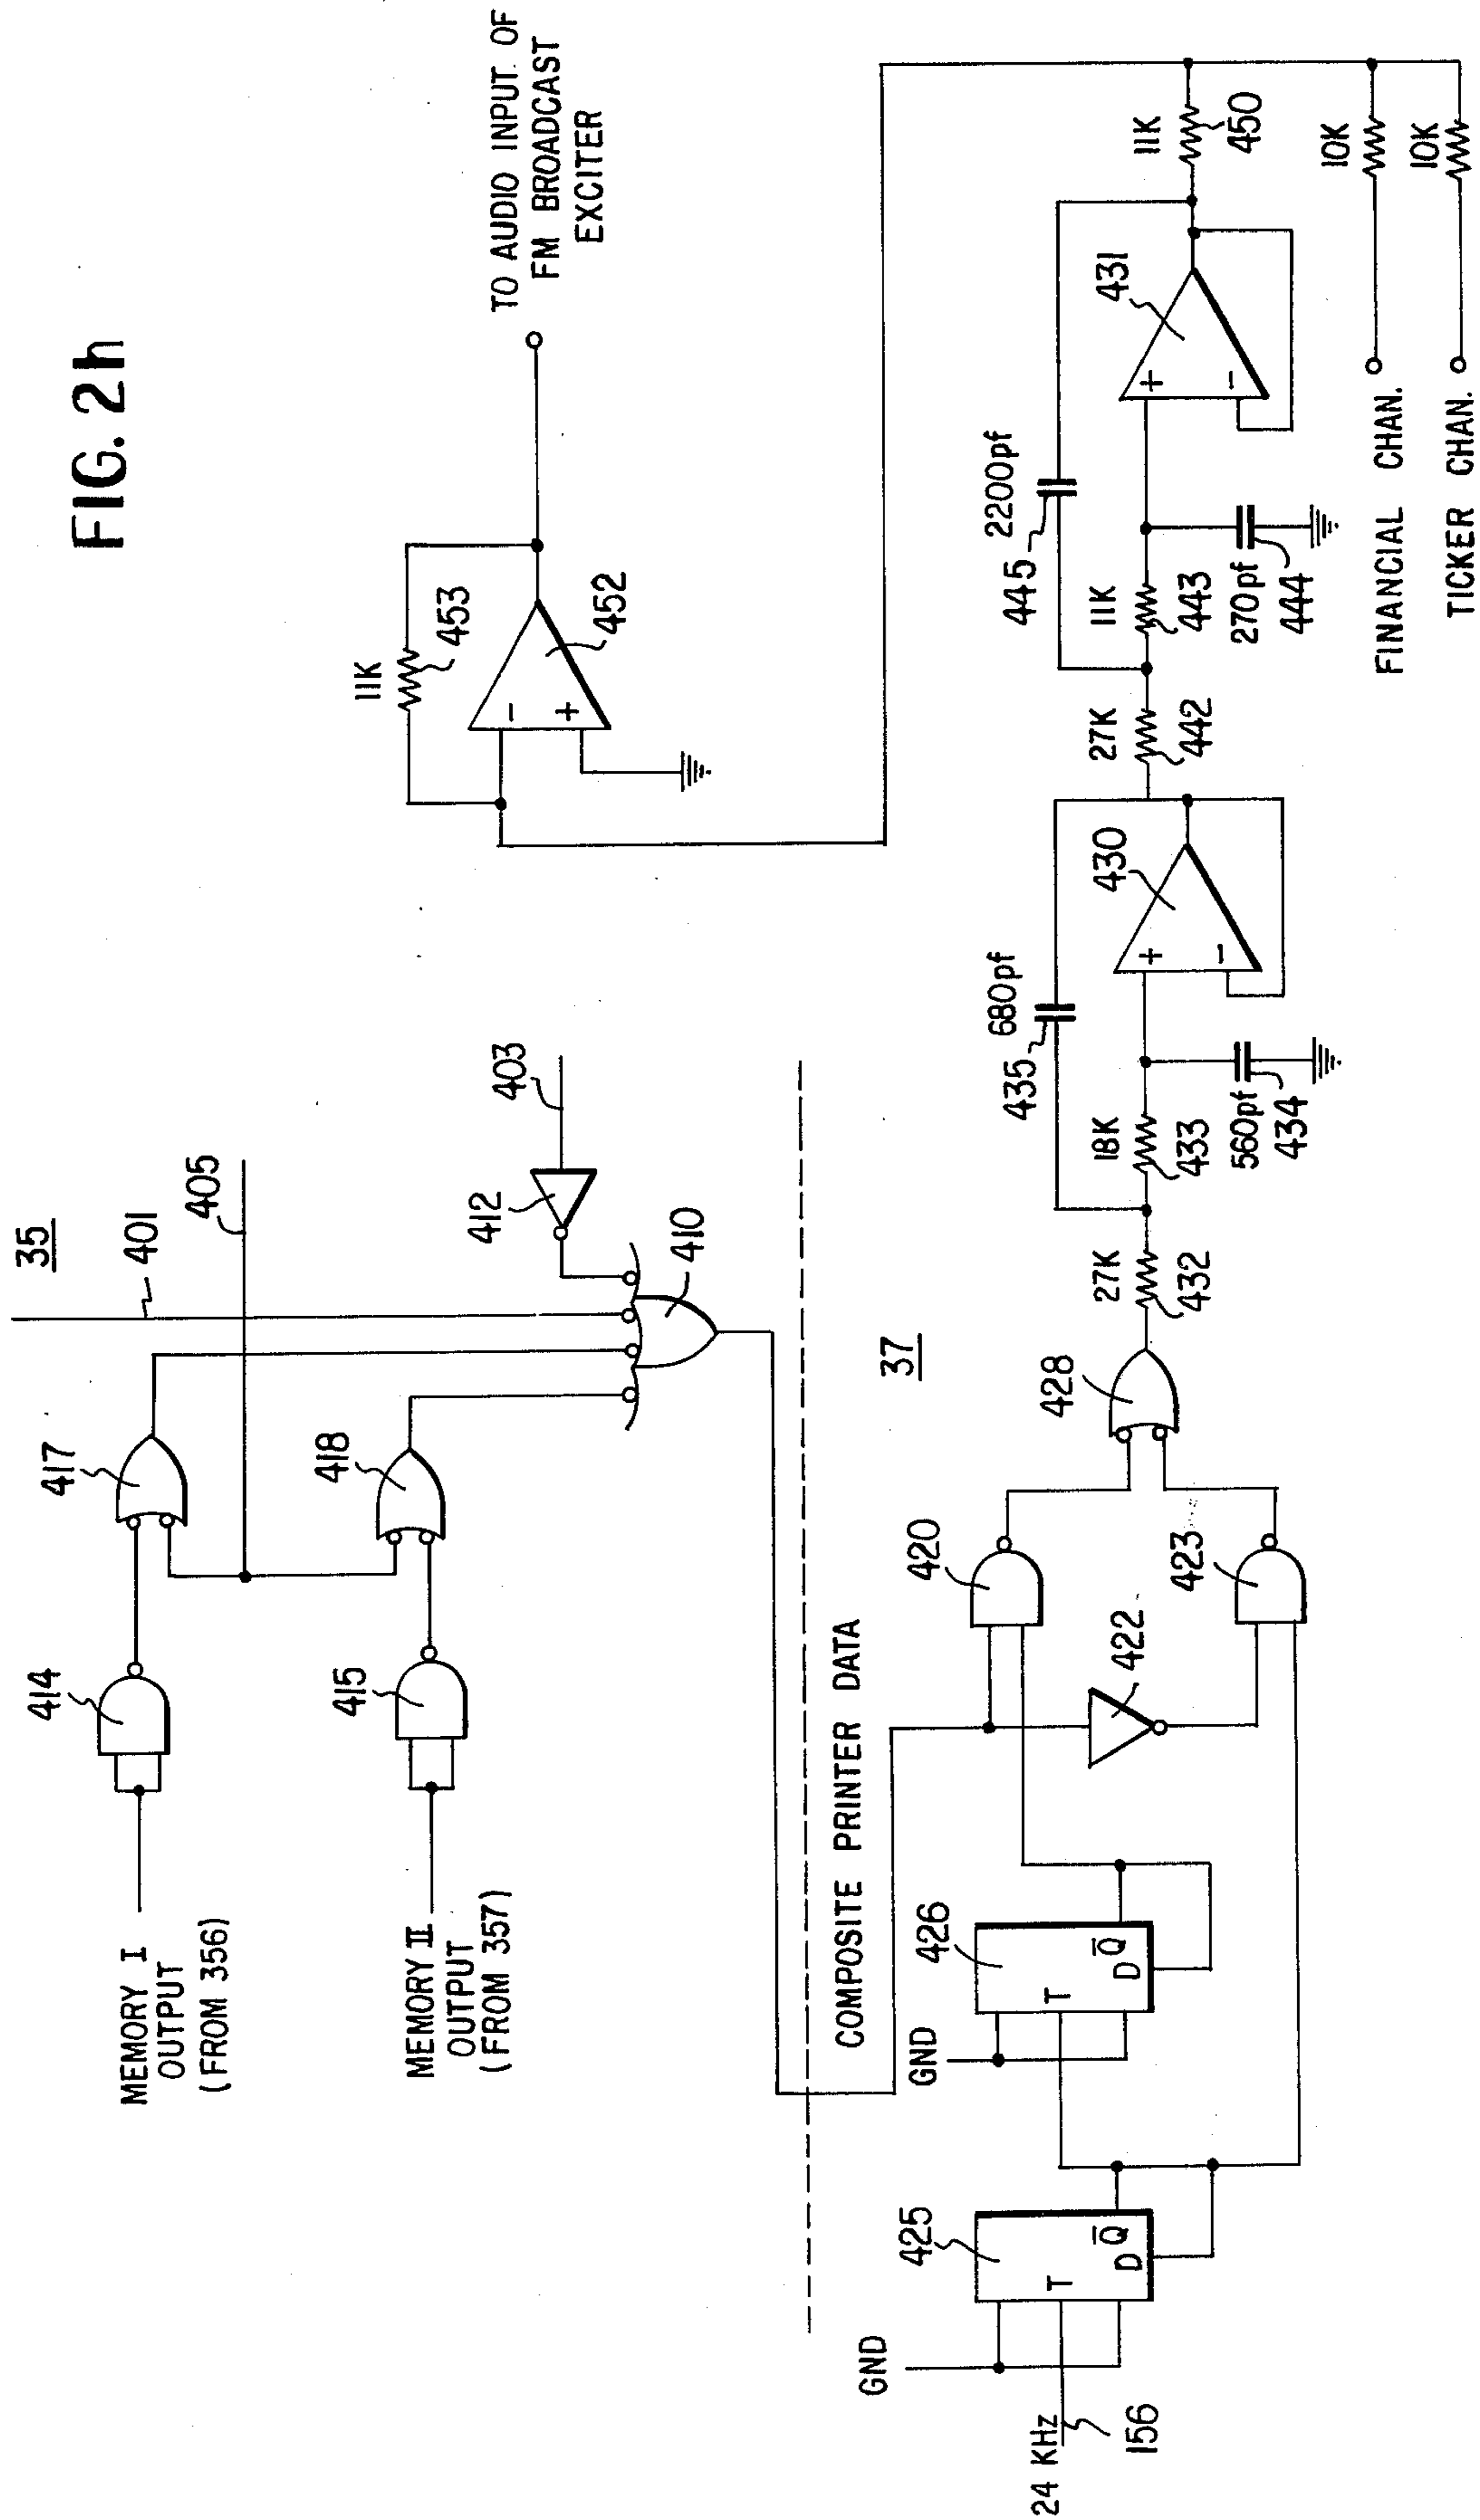 FIG. 2h
35
401
405
417
414
MEMORY I
OUTPUT
(FROM 356)
418
415
MEMORY II
OUTPUT
(FROM 357)
403
412
410
11K
453
452
TO AUDIO INPUT OF
FM BROADCAST
EXCITER
COMPOSITE PRINTER DATA
37
GND
425
T
D
Q
24 KHz
156
GND
426
T
D
Q
420
422
423
428
27K
432
18K
433
680pf
435
560pf
434
+
-
430
27K
442
11K
443
2200pf
445
270pf
444
+
-
431
11K
450
-
+
FINANCIAL CHAN.
10K
TICKER CHAN.
10K